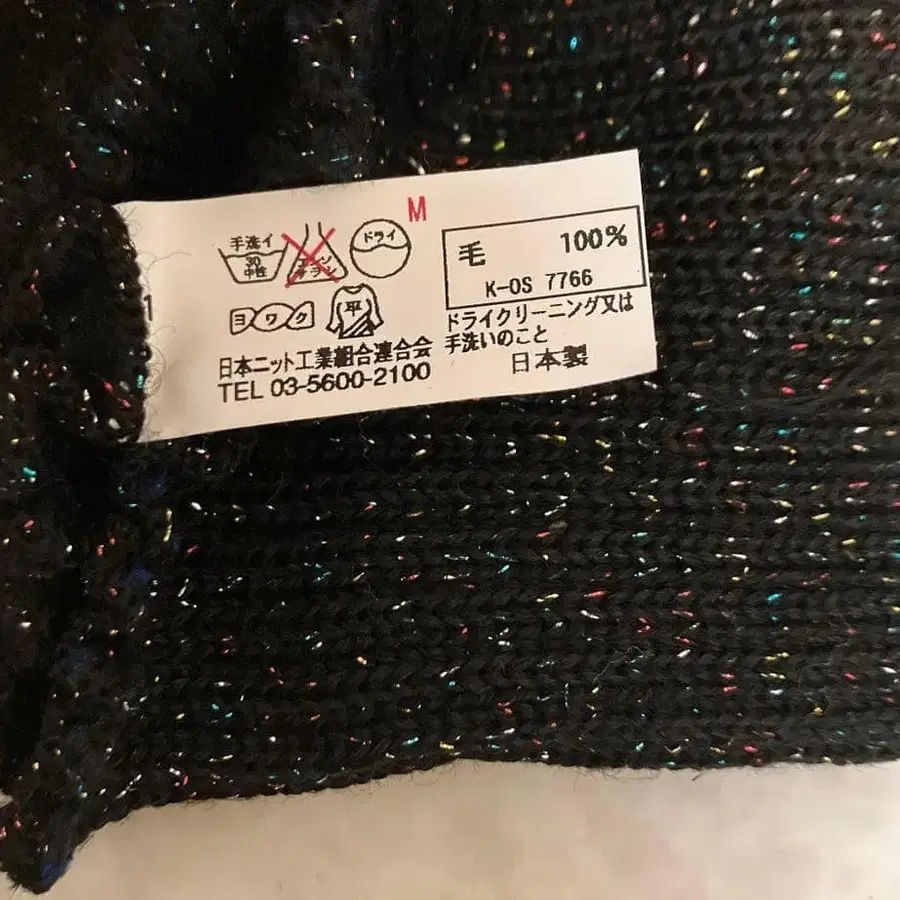 M
手洗イ
30
中性
エンソ
サラシ
ドライ
ヨワク
平
日本ニット工業組合連合会
TEL 03-5600-2100
毛 100%
K-OS 7766
ドライクリーニング又は
手洗いのこと
日本製
1